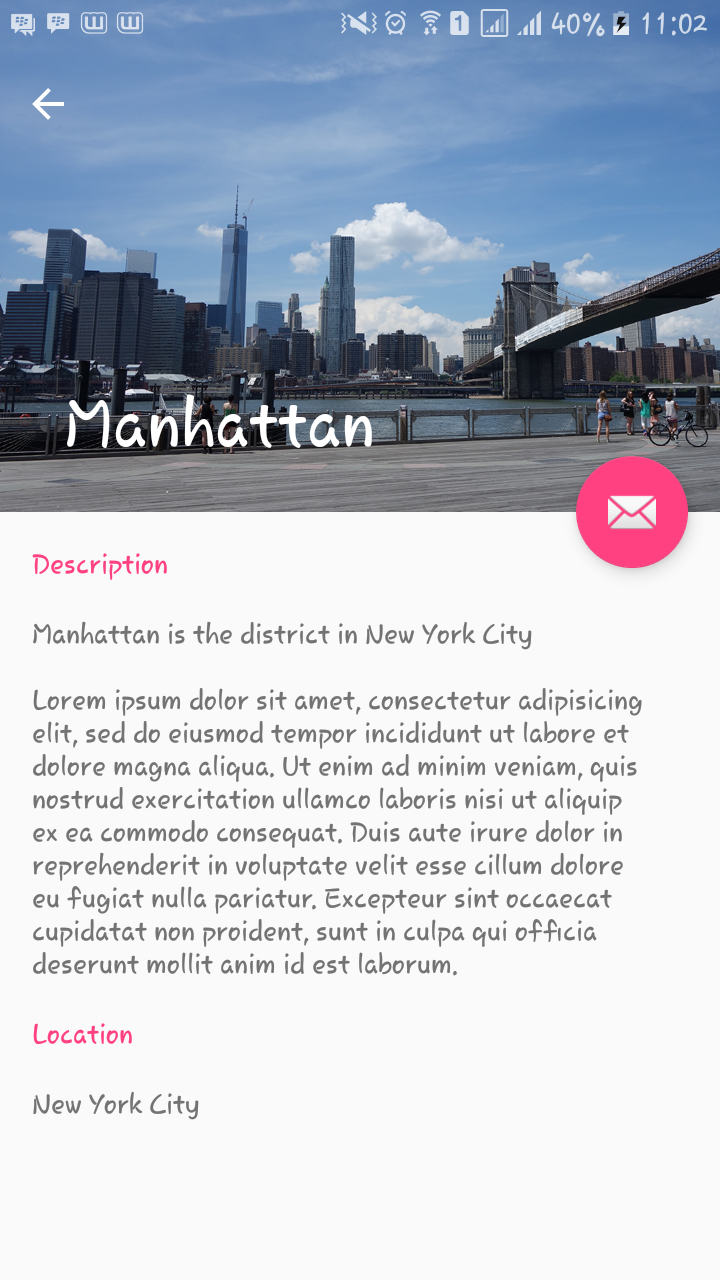 1 40% 11:02
Manhattan
Description
Manhattan is the district in New York City
Lorem ipsum dolor sit amet, consectetur adipisicing
elit, sed do eiusmod tempor incididunt ut labore et
dolore magna aliqua. Ut enim ad minim veniam, quis
nostrud exercitation ullamco laboris nisi ut aliquip
ex ea commodo consequat. Duis aute irure dolor in
reprehenderit in voluptate velit esse cillum dolore
eu fugiat nulla pariatur. Excepteur sint occaecat
cupidatat non proident, sunt in culpa qui officia
deserunt mollit anim id est laborum.
Location
New York City